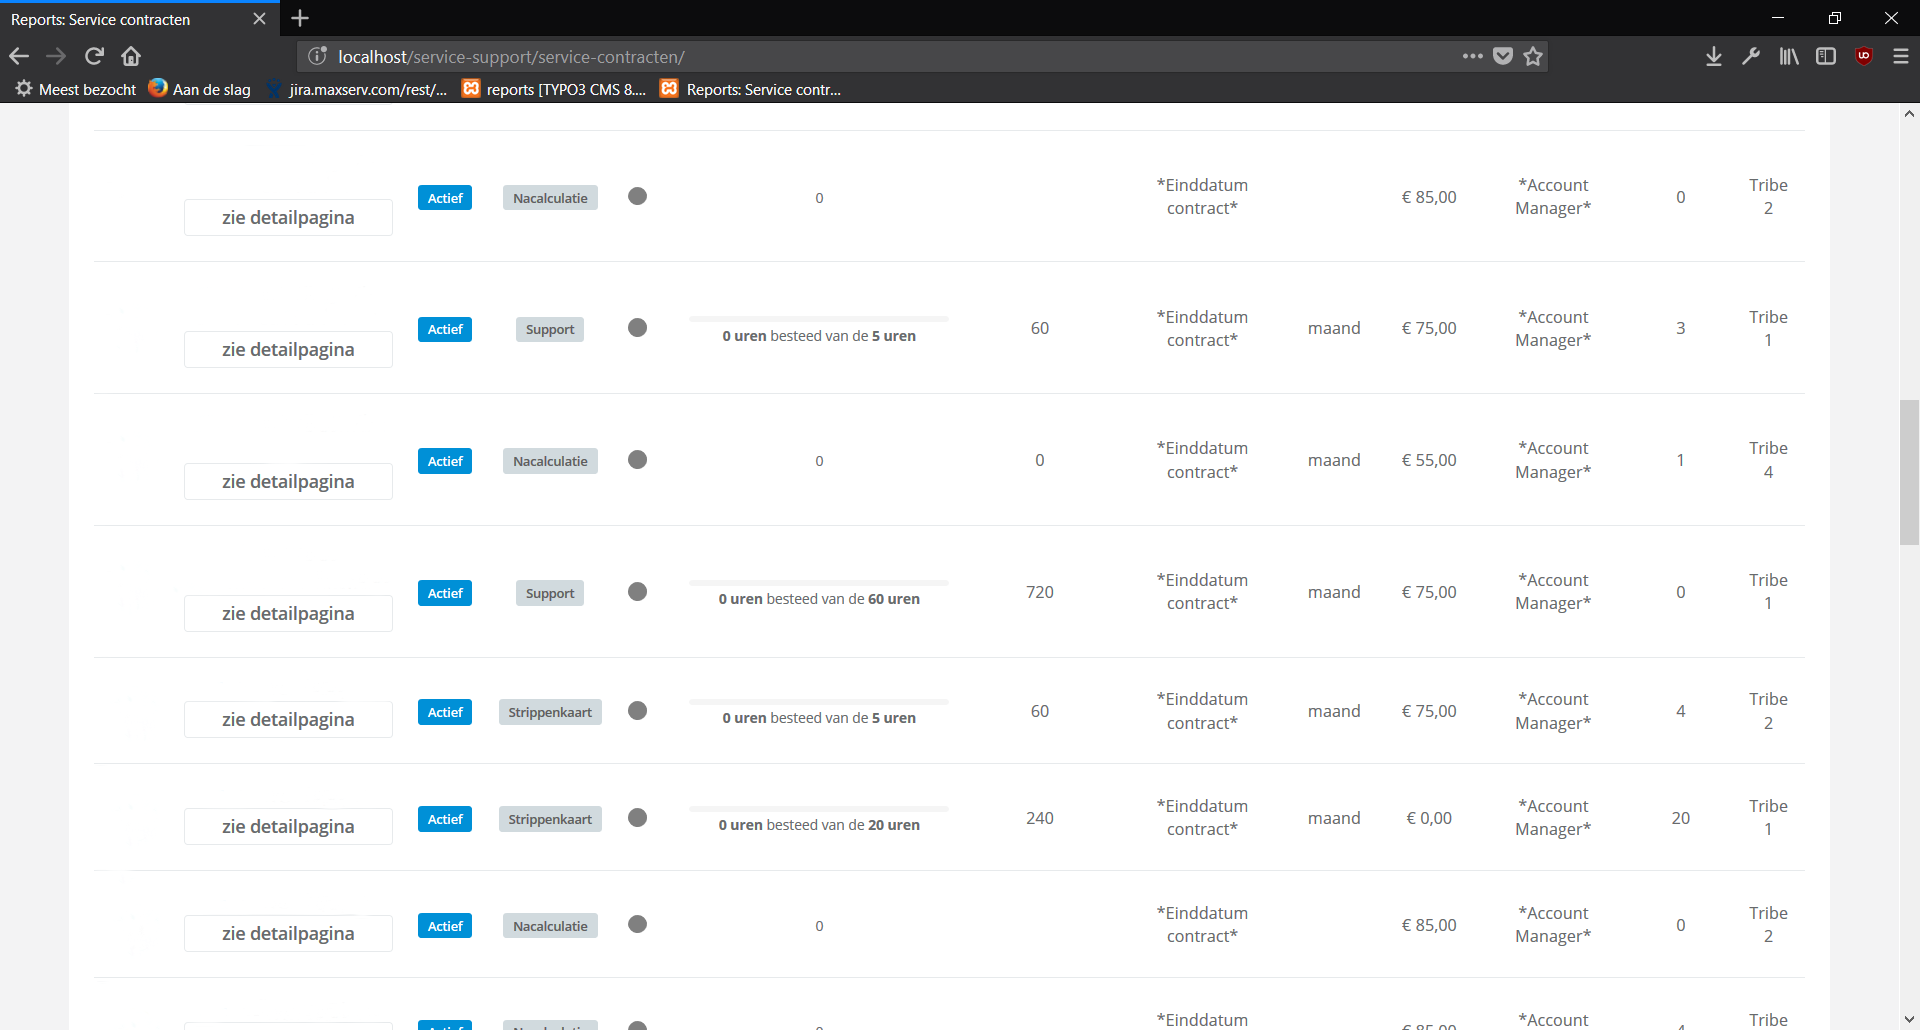 Reports: Service contracten
localhost/service-support/service-contracten/
Meest bezocht Aan de slag jira.maxserv.com/rest/... reports [TYPO3 CMS 8.... Reports: Service contr...
zie detailpagina Actief Nacalculatie 0 *Einddatum contract* € 85,00 *Account Manager* 0 Tribe 2
zie detailpagina Actief Support 0 uren besteed van de 5 uren 60 *Einddatum contract* maand € 75,00 *Account Manager* 3 Tribe 1
zie detailpagina Actief Nacalculatie 0 0 *Einddatum contract* maand € 55,00 *Account Manager* 1 Tribe 4
zie detailpagina Actief Support 0 uren besteed van de 60 uren 720 *Einddatum contract* maand € 75,00 *Account Manager* 0 Tribe 1
zie detailpagina Actief Strippenkaart 0 uren besteed van de 5 uren 60 *Einddatum contract* maand € 75,00 *Account Manager* 4 Tribe 2
zie detailpagina Actief Strippenkaart 0 uren besteed van de 20 uren 240 *Einddatum contract* maand € 0,00 *Account Manager* 20 Tribe 1
zie detailpagina Actief Nacalculatie 0 *Einddatum contract* € 85,00 *Account Manager* 0 Tribe 2
*Einddatum *Account Tribe